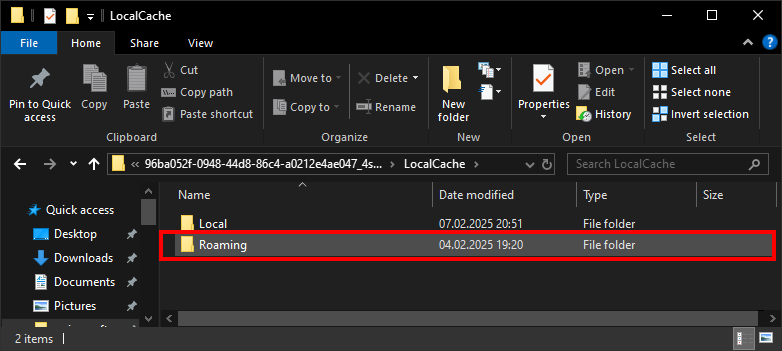 LocalCache
File Home Share View
Pin to Quick access
Copy
Paste
Cut
Copy path
Paste shortcut
Clipboard
Move to
Copy to
Delete
Rename
Organize
New folder
New
Properties
Open
Edit
History
Open
Select all
Select none
Invert selection
Select
« 96ba052f-0948-44d8-86c4-a0212e4ae047_4s... › LocalCache ›
Search LocalCache
Name Date modified Type Size
Quick access
Desktop
Downloads
Documents
Pictures
Local 07.02.2025 20:51 File folder
Roaming 04.02.2025 19:20 File folder
2 items